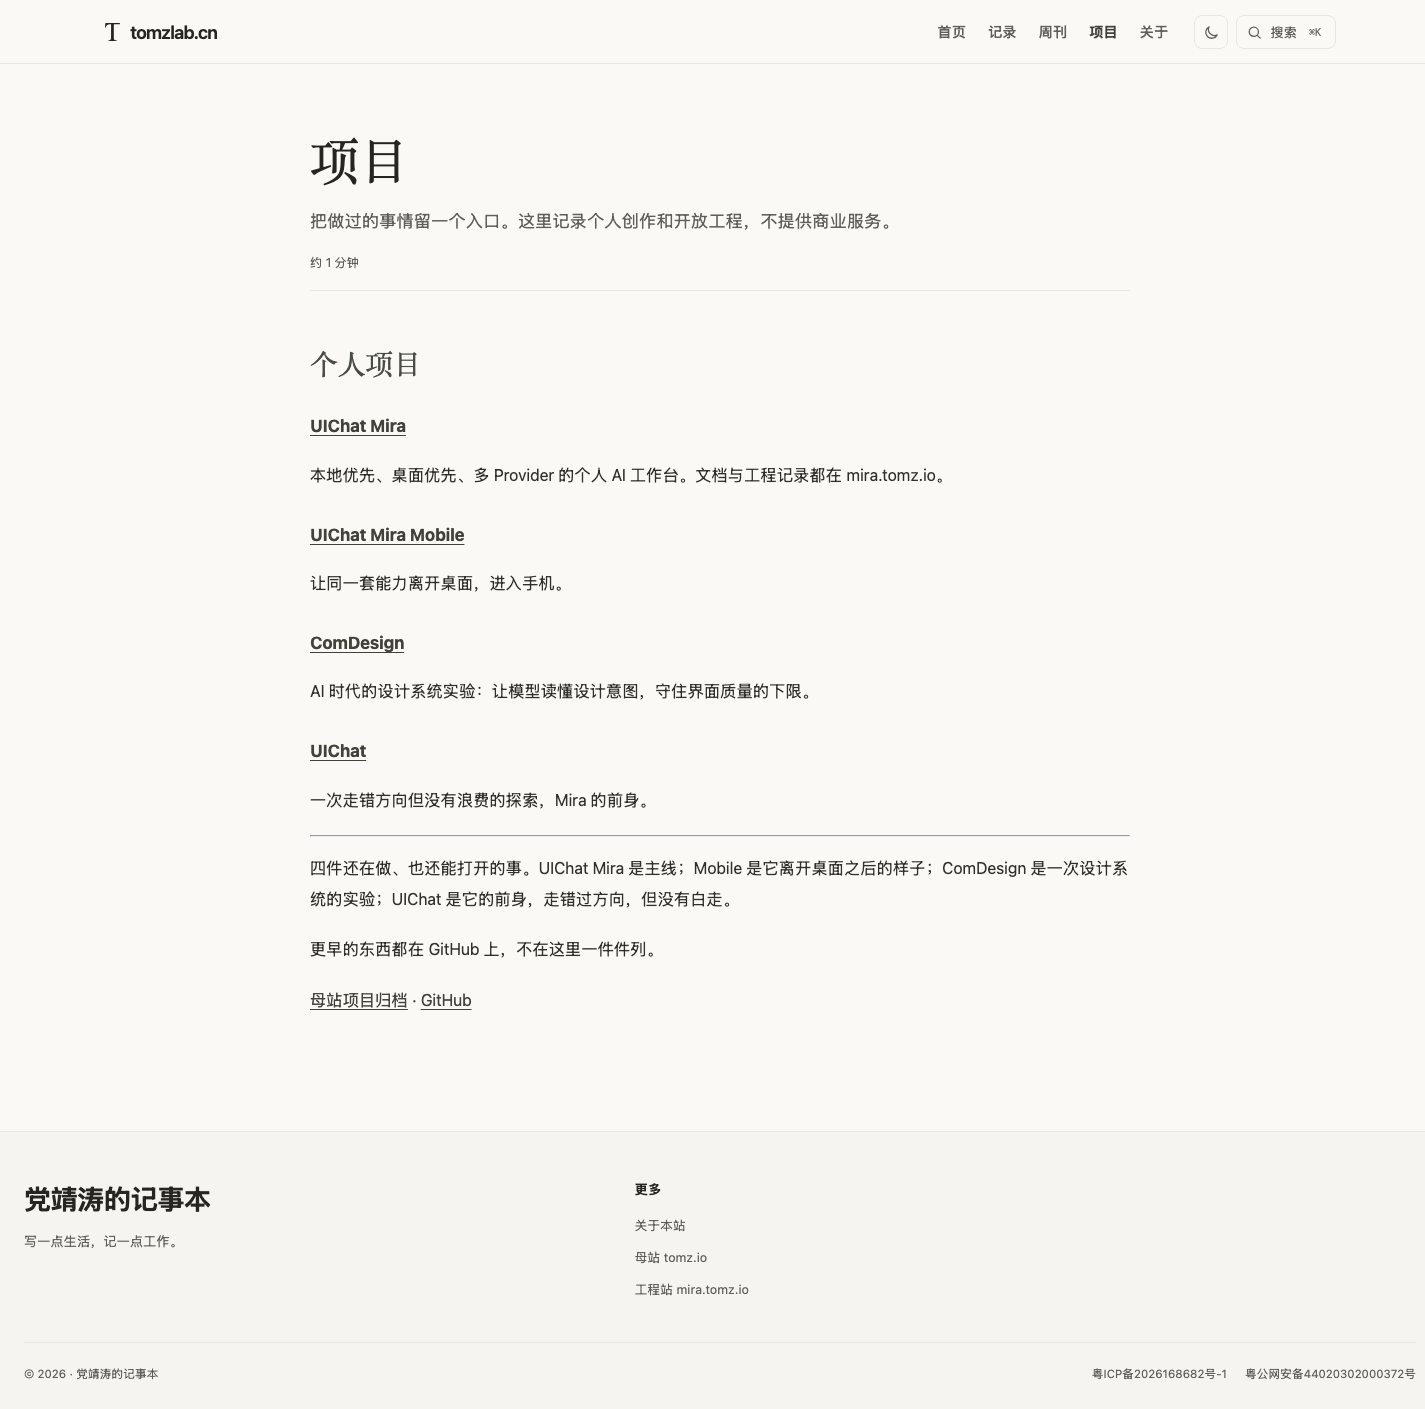 T tomzlab.cn
首页 记录 周刊 项目 关于 搜索 ⌘K
项目
把做过的事情留一个入口。这里记录个人创作和开放工程，不提供商业服务。
约 1 分钟
个人项目
UIChat Mira
本地优先、桌面优先、多 Provider 的个人 AI 工作台。文档与工程记录都在 mira.tomz.io。
UIChat Mira Mobile
让同一套能力离开桌面，进入手机。
ComDesign
AI 时代的设计系统实验：让模型读懂设计意图，守住界面质量的下限。
UIChat
一次走错方向但没有浪费的探索，Mira 的前身。
四件还在做、也还能打开的事。UIChat Mira 是主线；Mobile 是它离开桌面之后的样子；ComDesign 是一次设计系
统的实验；UIChat 是它的前身，走错过方向，但没有白走。
更早的东西都在 GitHub 上，不在这里一件件列。
母站项目归档 · GitHub
党靖涛的记事本
写一点生活，记一点工作。
更多
关于本站
母站 tomz.io
工程站 mira.tomz.io
© 2026 · 党靖涛的记事本
粤ICP备2026168682号-1 粤公网安备44020302000372号